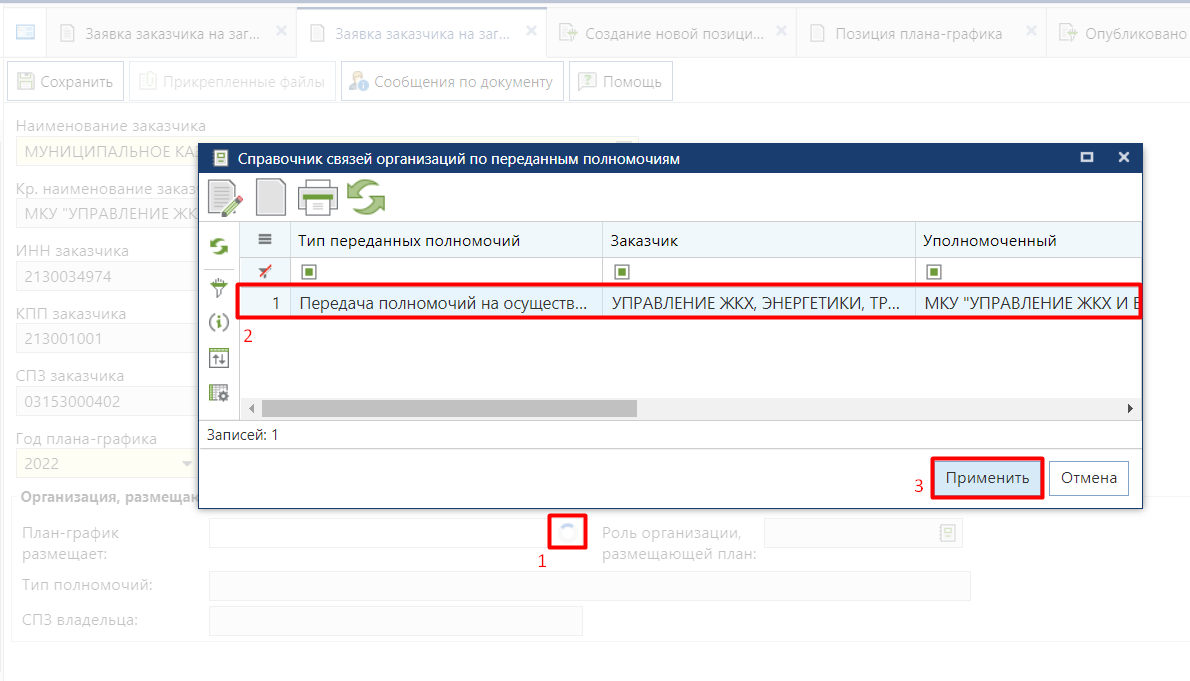 Заявка заказчика на заг...
Заявка заказчика на заг...
Создание новой позици...
Позиция плана-графика
Опубликовано
Сохранить
Прикрепленные файлы
Сообщения по документу
Помощь
Наименование заказчика
МУНИЦИПАЛЬНОЕ
Справочник связей организаций по переданным полномочиям
Кр. наименование
МКУ "УПРАВЛЕНИЕ
ИНН заказчика
2130034974
КПП заказчика
213001001
СПЗ заказчика
03153000402
Год плана-графика
2022
Тип переданных полномочий
Заказчик
Уполномоченный
1
Передача полномочий на осуществ...
УПРАВЛЕНИЕ ЖКХ, ЭНЕРГЕТИКИ, ТР...
МКУ "УПРАВЛЕНИЕ ЖКХ И
2
Записей: 1
3
Применить
Отмена
Организация,
План-график
размещает:
1
Роль организации,
размещающей план:
Тип полномочий:
СПЗ владельца: